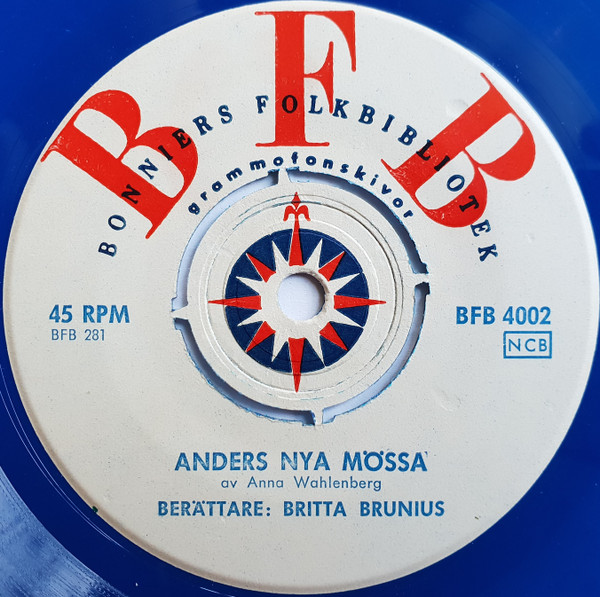 BFB
BONNIERS FOLKBIBLIOTEK
grammofonskivor
45 RPM
BFB 281
BFB 4002
NCB
ANDERS NYA MÖSSA
av Anna Wahlenberg
BERÄTTARE: BRITTA BRUNIUS